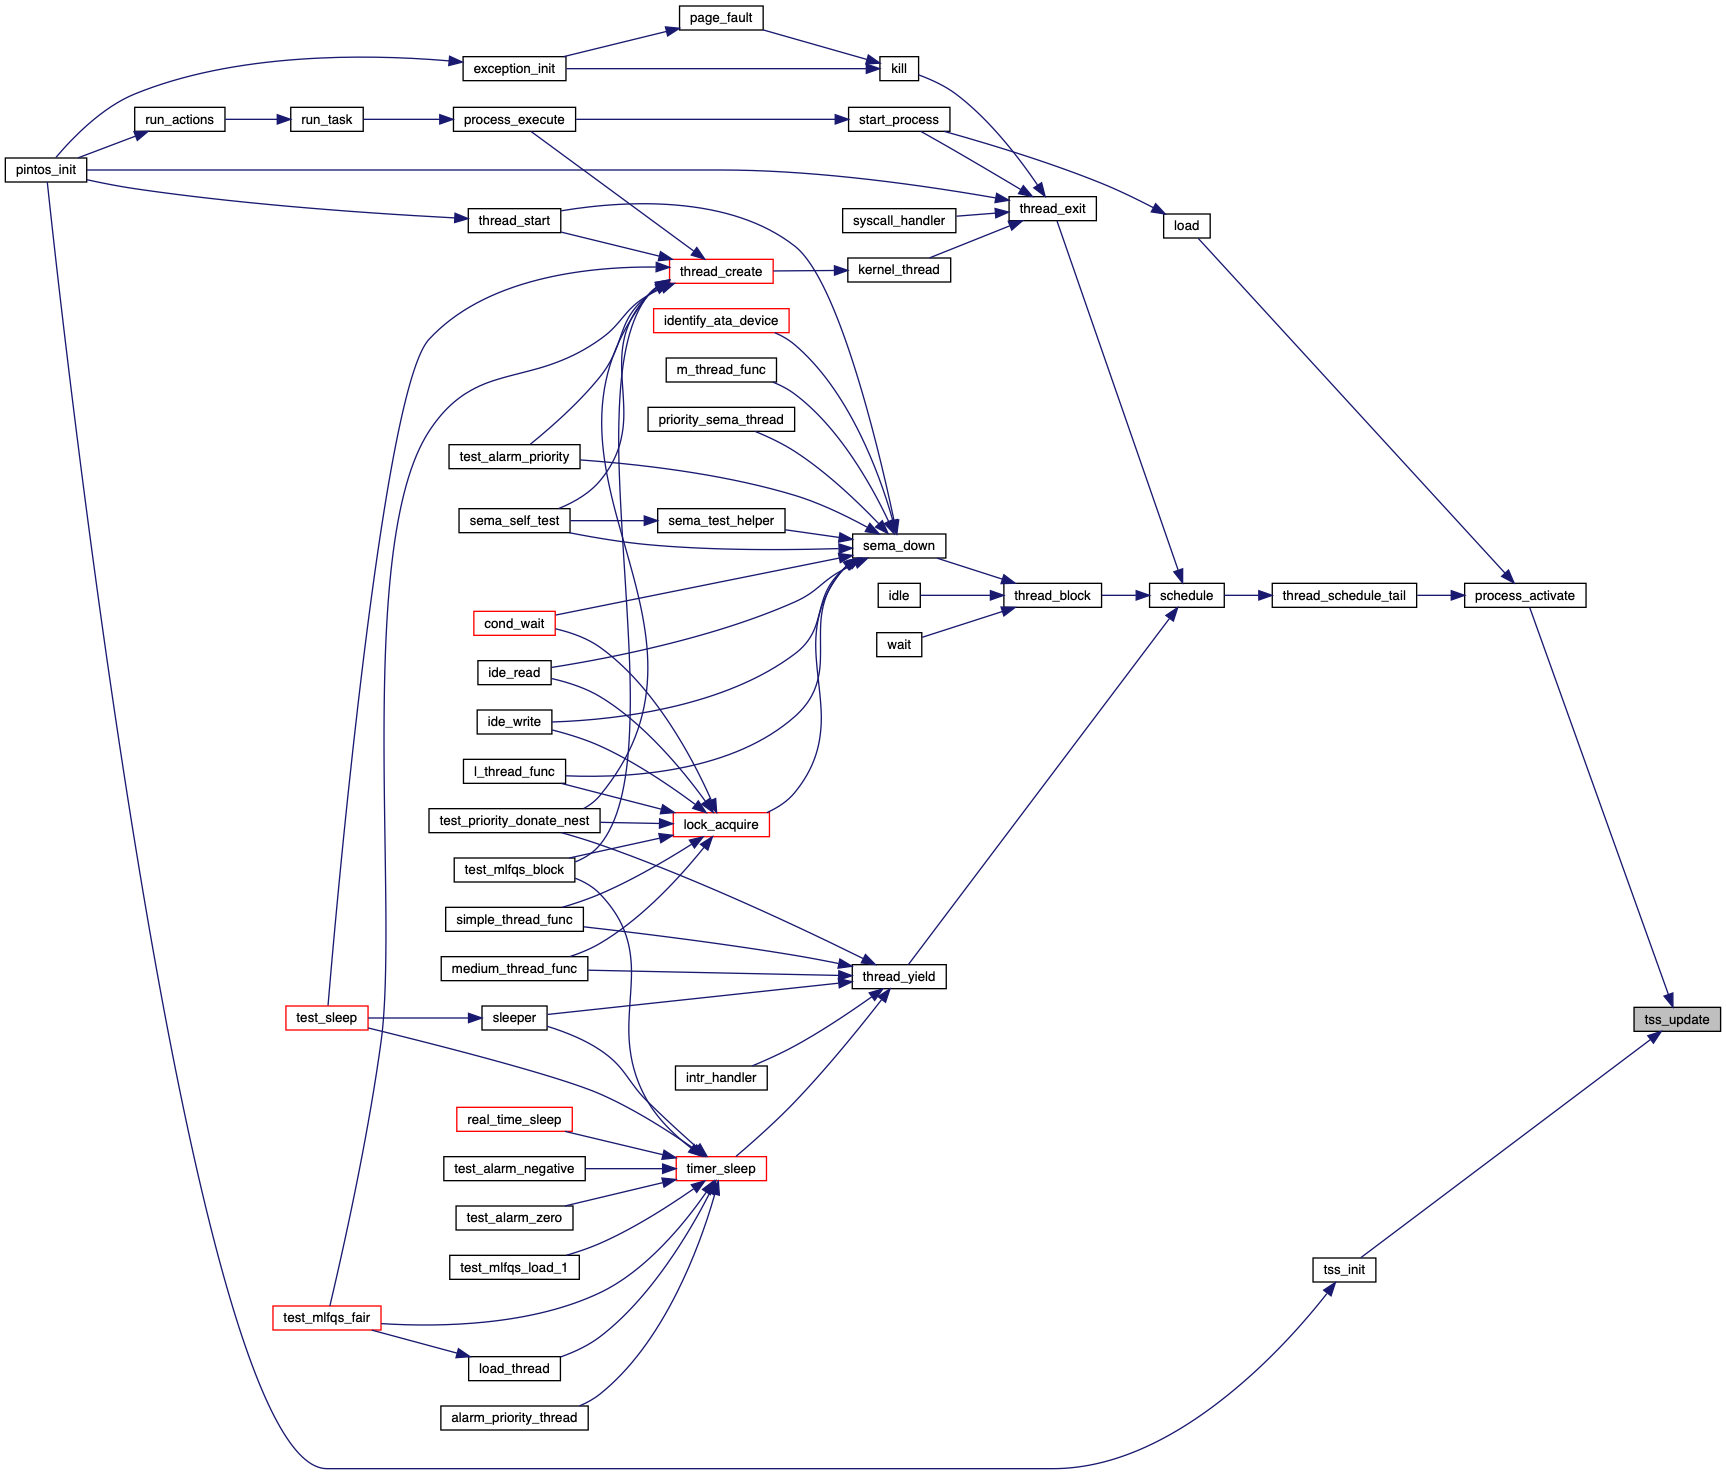 page_fault
exception_init
kill
run_actions
run_task
process_execute
start_process
pintos_init
thread_exit
thread_start
syscall_handler
load
thread_create
kernel_thread
identify_ata_device
m_thread_func
priority_sema_thread
test_alarm_priority
sema_self_test
sema_test_helper
sema_down
idle
thread_block
schedule
thread_schedule_tail
process_activate
cond_wait
wait
ide_read
ide_write
l_thread_func
test_priority_donate_nest
lock_acquire
test_mlfqs_block
simple_thread_func
medium_thread_func
thread_yield
test_sleep
sleeper
tss_update
intr_handler
real_time_sleep
test_alarm_negative
timer_sleep
test_alarm_zero
test_mlfqs_load_1
tss_init
test_mlfqs_fair
load_thread
alarm_priority_thread